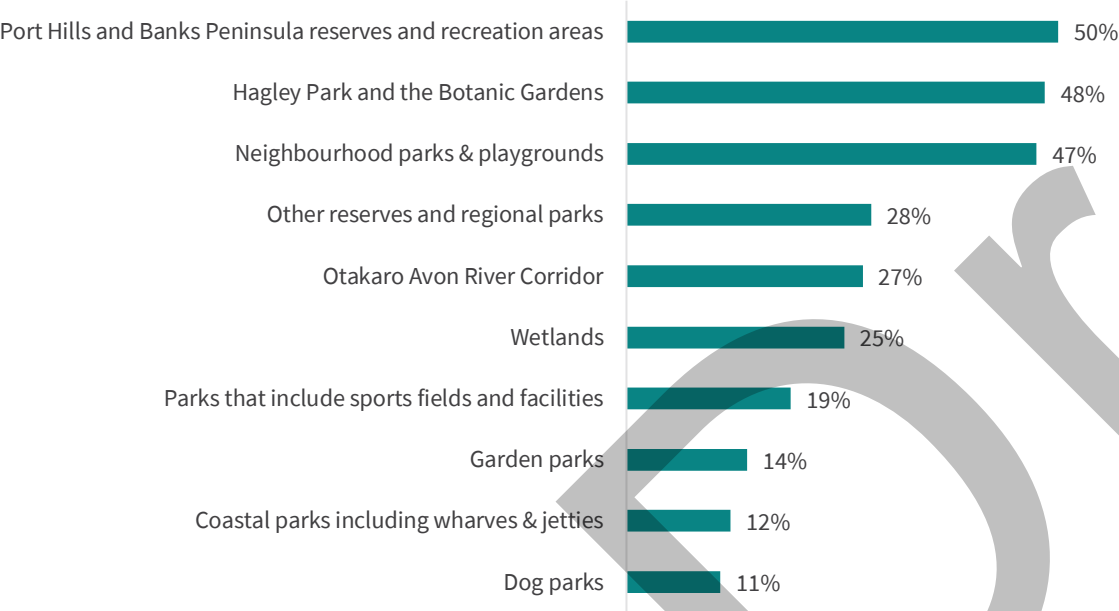 Port Hills and Banks Peninsula reserves and recreation areas 50%
Hagley Park and the Botanic Gardens 48%
Neighbourhood parks & playgrounds 47%
Other reserves and regional parks 28%
Otakaro Avon River Corridor 27%
Wetlands 25%
Parks that include sports fields and facilities 19%
Garden parks 14%
Coastal parks including wharves & jetties 12%
Dog parks 11%